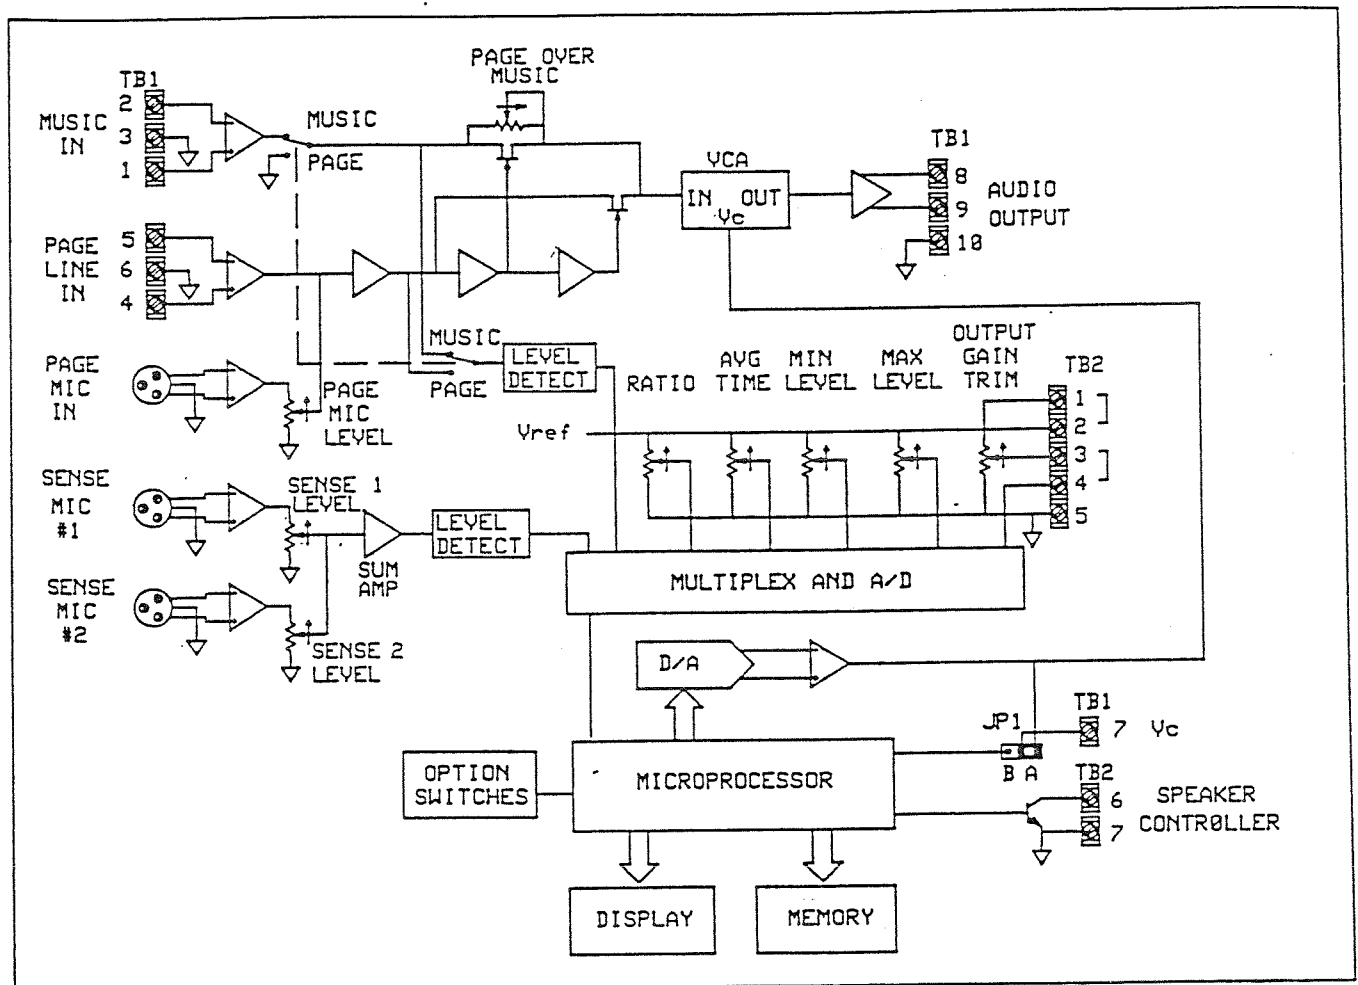 PAGE OVER
MUSIC
TB1
2
3
1
MUSIC
IN
MUSIC
PAGE
VCA
IN OUT
Vc
TB1
8
9
10
AUDIO
OUTPUT
PAGE
LINE
IN
5
6
4
MUSIC
PAGE
LEVEL
DETECT
PAGE
MIC
IN
PAGE
MIC
LEVEL
RATIO
AVG
TIME
MIN
LEVEL
MAX
LEVEL
OUTPUT
GAIN
TRIM
TB2
1
2
3
4
5
Vref
SENSE
MIC
#1
SENSE 1
LEVEL
SUM
AMP
LEVEL
DETECT
MULTIPLEX AND A/D
SENSE
MIC
#2
SENSE 2
LEVEL
D/A
JP1
B A
TB1
7 Vc
OPTION
SWITCHES
MICROPROCESSOR
TB2
6
7
SPEAKER
CONTROLLER
DISPLAY
MEMORY